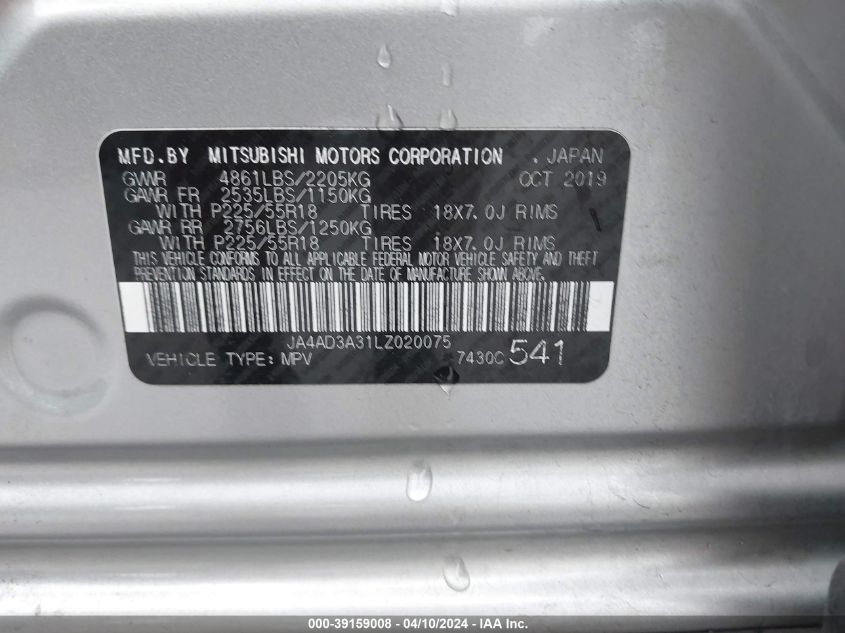 MFD.BY MITSUBISHI MOTORS CORPORATION .JAPAN
GVWR 4861LBS/2205KG OCT 2019
GAWR FR 2535LBS/1150KG
WITH P225/55R18 TIRES 18X7.0J RIMS
GAWR RR 2756LBS/1250KG
WITH P225/55R18 TIRES 18X7.0J RIMS
THIS VEHICLE CONFORMS TO ALL APPLICABLE FEDERAL MOTOR VEHICLE SAFETY AND THEFT
PREVENTION STANDARDS IN EFFECT ON THE DATE OF MANUFACTURE SHOWN ABOVE.
JA4AD3A31LZ020075
VEHICLE TYPE: MPV 7430C 541
000-39159008 - 04/10/2024 - IAA Inc.